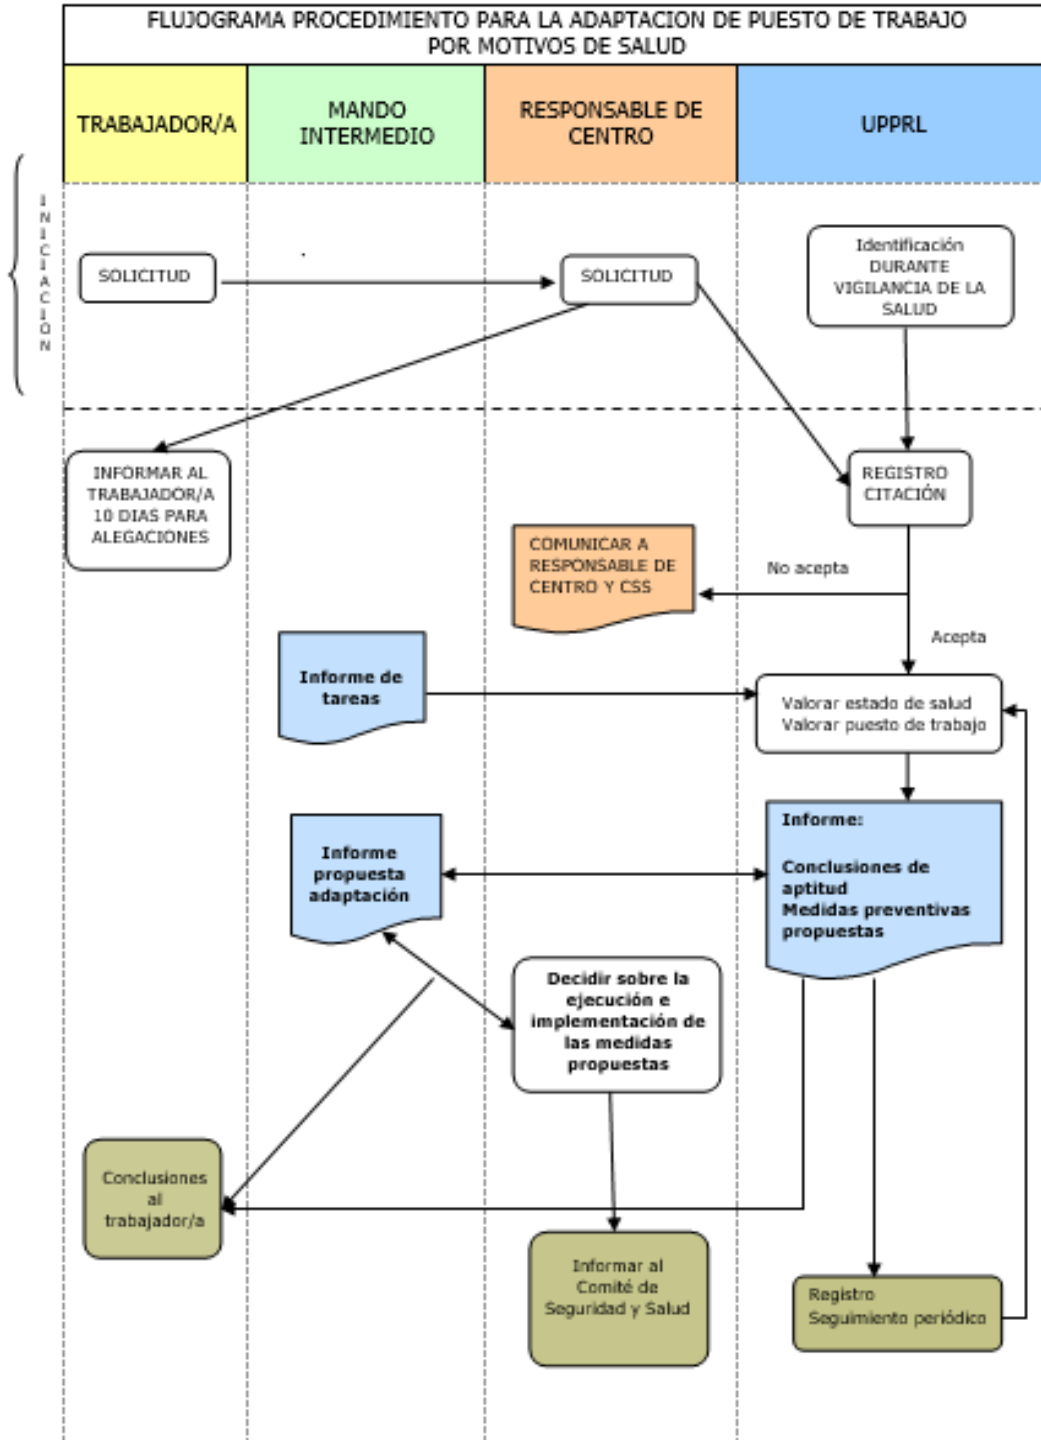 FLUJOGRAMA PROCEDIMIENTO PARA LA ADAPTACION DE PUESTO DE TRABAJO
POR MOTIVOS DE SALUD
TRABAJADOR/A
MANDO
INTERMEDIO
RESPONSABLE DE
CENTRO
UPPRL
INICIACIÓN
SOLICITUD
SOLICITUD
Identificación
DURANTE
VIGILANCIA DE LA
SALUD
INFORMAR AL
TRABAJADOR/A
10 DIAS PARA
ALEGACIONES
REGISTRO
CITACIÓN
COMUNICAR A
RESPONSABLE DE
CENTRO Y CSS
No acepta
Acepta
Informe de
tareas
Valorar estado de salud
Valorar puesto de trabajo
Informe
propuesta
adaptación
Informe:
Conclusiones de
aptitud
Medidas preventivas
propuestas
Decidir sobre la
ejecución e
implementación de
las medidas
propuestas
Conclusiones
al
trabajador/a
Informar al
Comité de
Seguridad y Salud
Registro
Seguimiento periódico